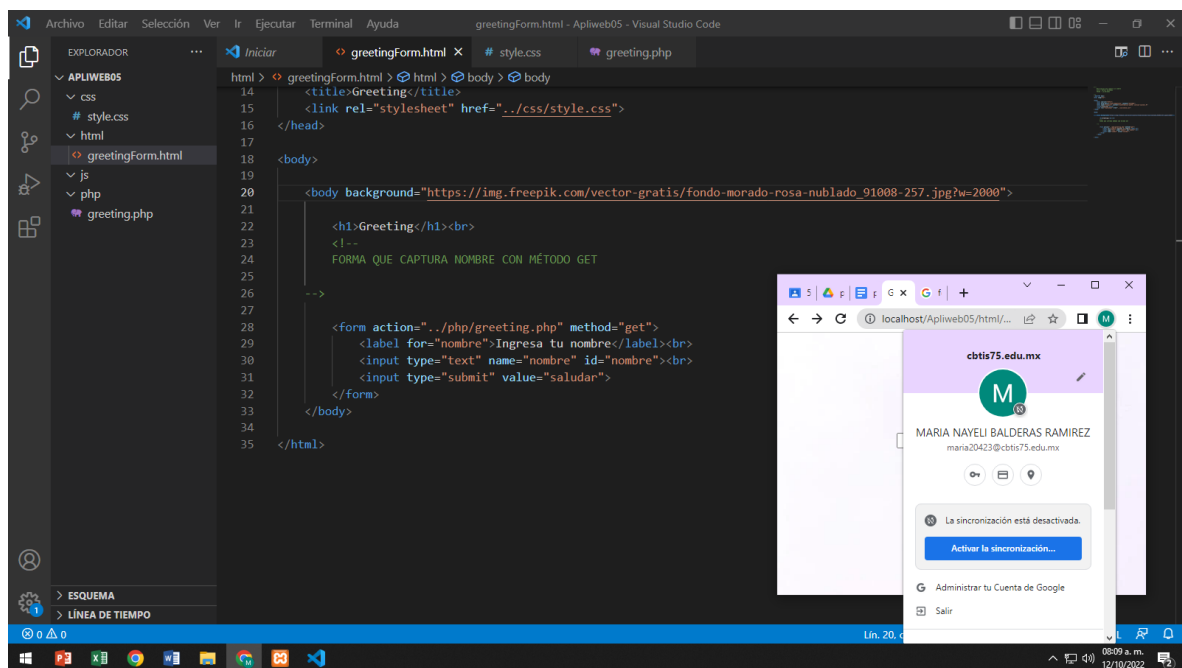 Archivo Editar Selección Ver Ir Ejecutar Terminal Ayuda greetingForm.html - Apliweb05 - Visual Studio Code
EXPLORADOR
APLIWEB05
css
# style.css
html
greetingForm.html
js
php
greeting.php
ESQUEMA
LÍNEA DE TIEMPO
Iniciar greetingForm.html # style.css greeting.php
html > greetingForm.html > html > body > body
14 <title>Greeting</title>
15 <link rel="stylesheet" href="../css/style.css">
16 </head>
17
18 <body>
19
20 <body background="https://img.freepik.com/vector-gratis/fondo-morado-rosa-nublado_91008-257.jpg?w=2000">
21
22 <h1>Greeting</h1><br>
23 <!--
24 FORMA QUE CAPTURA NOMBRE CON MÉTODO GET
25
26 -->
27
28 <form action="../php/greeting.php" method="get">
29 <label for="nombre">Ingresa tu nombre</label><br>
30 <input type="text" name="nombre" id="nombre"><br>
31 <input type="submit" value="saludar">
32 </form>
33 </body>
34
35 </html>
5 p F G G f
localhost/Apliweb05/html/... M
cbtis75.edu.mx
M
MARIA NAYELI BALDERAS RAMIREZ
maria20423@cbtis75.edu.mx
La sincronización está desactivada.
Activar la sincronización...
G Administrar tu Cuenta de Google
Salir
0 0 Lín. 20, c
1
08:09 a. m.
12/10/2022
2